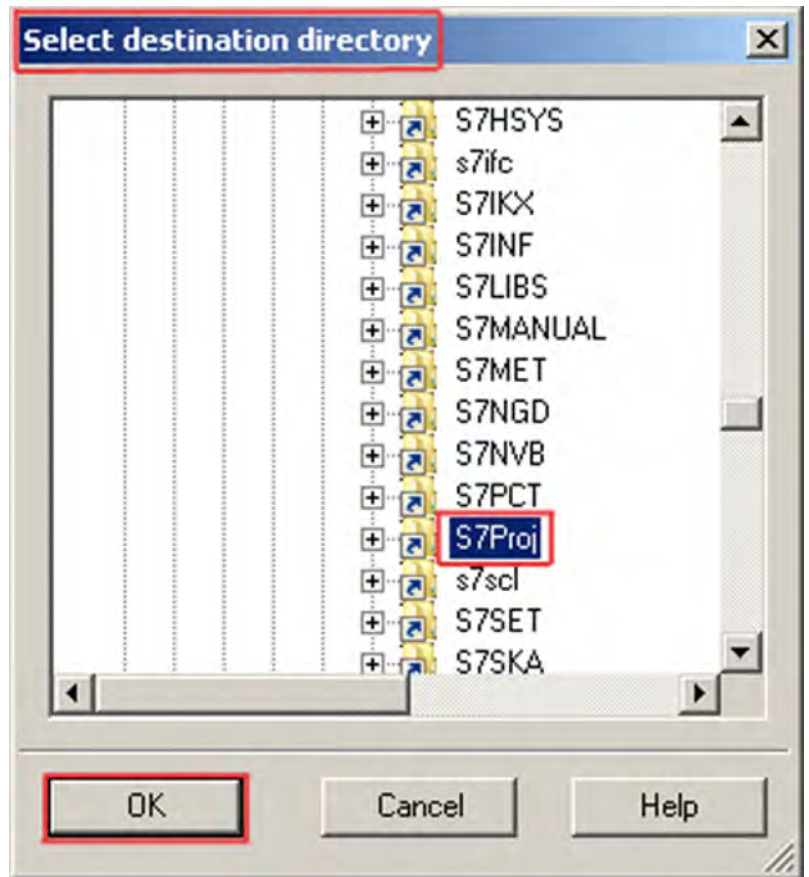 Select destination directory
S7HSYS
s7ifc
S7IKX
S7INF
S7LIBS
S7MANUAL
S7MET
S7NGD
S7NVB
S7PCT
S7Proj
s7scl
S7SET
S7SKA
OK Cancel Help